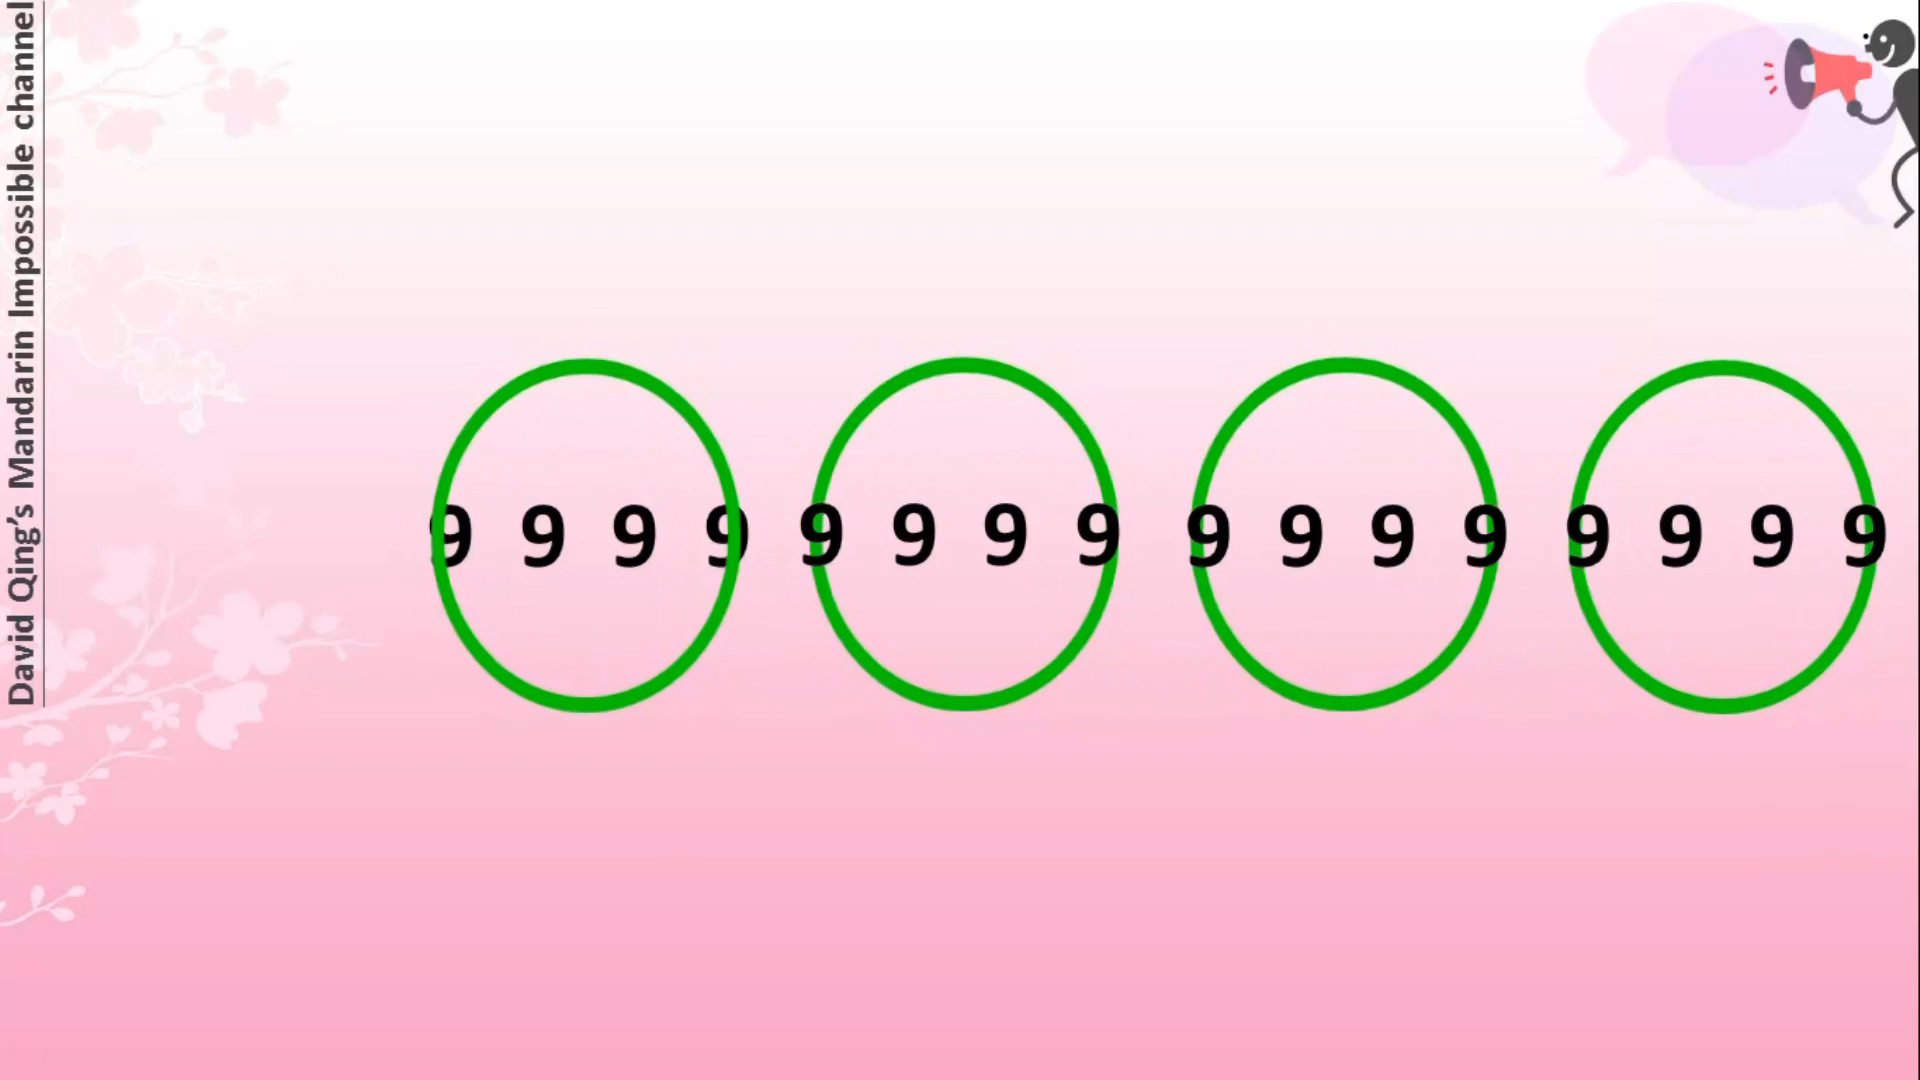 David Qing’s Mandarin Impossible channel
9 9 9 9 9 9 9 9 9 9 9 9 9 9 9 9